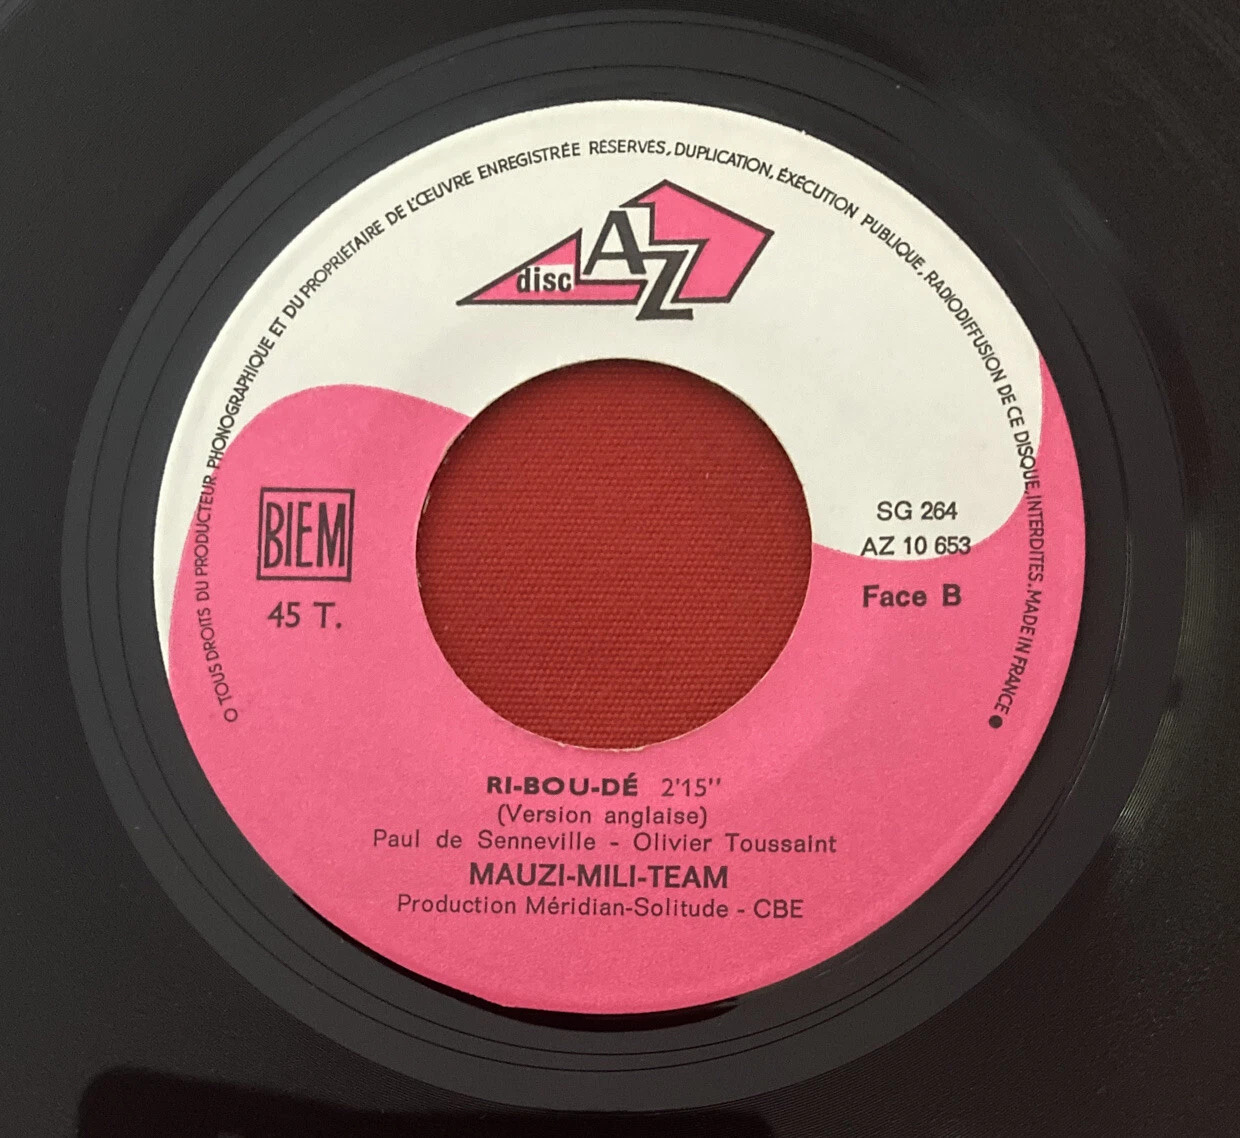 O TOUS DROITS DU PRODUCTEUR PHONOGRAPHIQUE ET DU PROPRIÉTAIRE DE L'ŒUVRE ENREGISTRÉE RÉSERVÉS, DUPLICATION, ÉXÉCUTION PUBLIQUE, RADIODIFFUSION DE CE DISQUE, INTERDITES. MADE IN FRANCE
disc AZ
BIEM
45 T.
SG 264
AZ 10 653
Face B
RI-BOU-DÉ 2'15''
(Version anglaise)
Paul de Senneville - Olivier Toussaint
MAUZI-MILI-TEAM
Production Méridian-Solitude - CBE